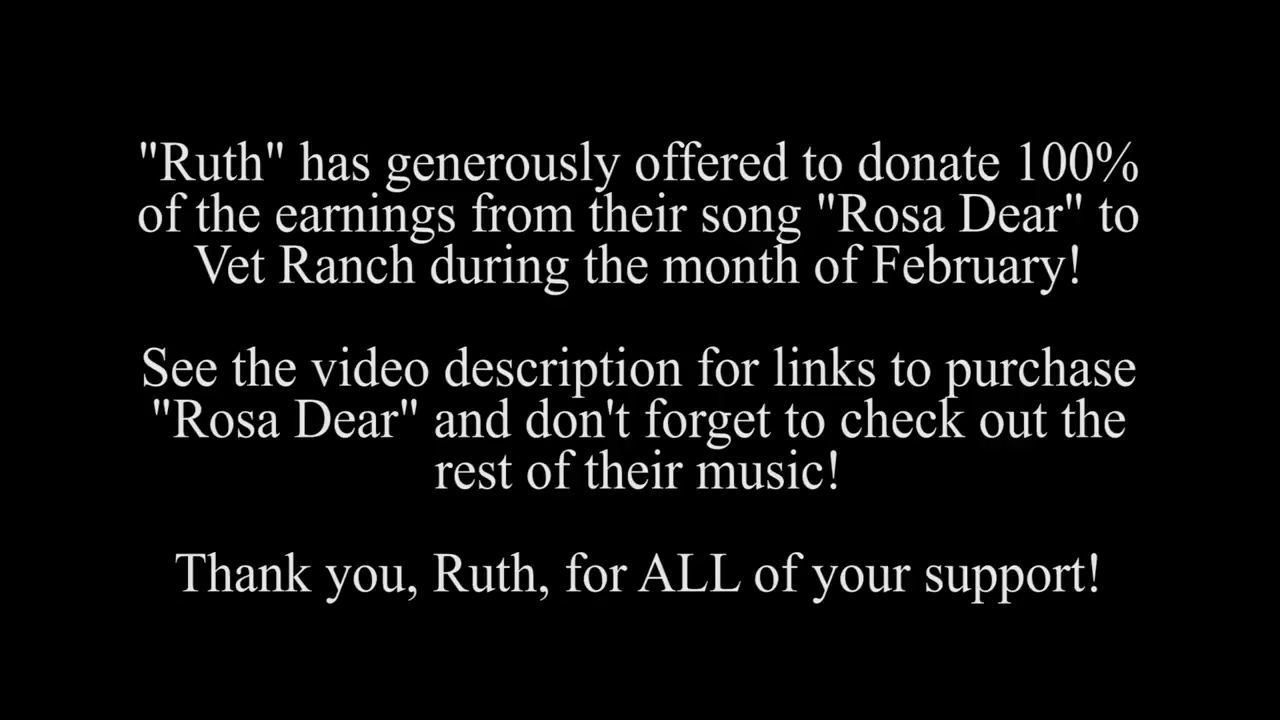 "Ruth" has generously offered to donate 100%
of the earnings from their song "Rosa Dear" to
Vet Ranch during the month of February!
See the video description for links to purchase
"Rosa Dear" and don't forget to check out the
rest of their music!
Thank you, Ruth, for ALL of your support!